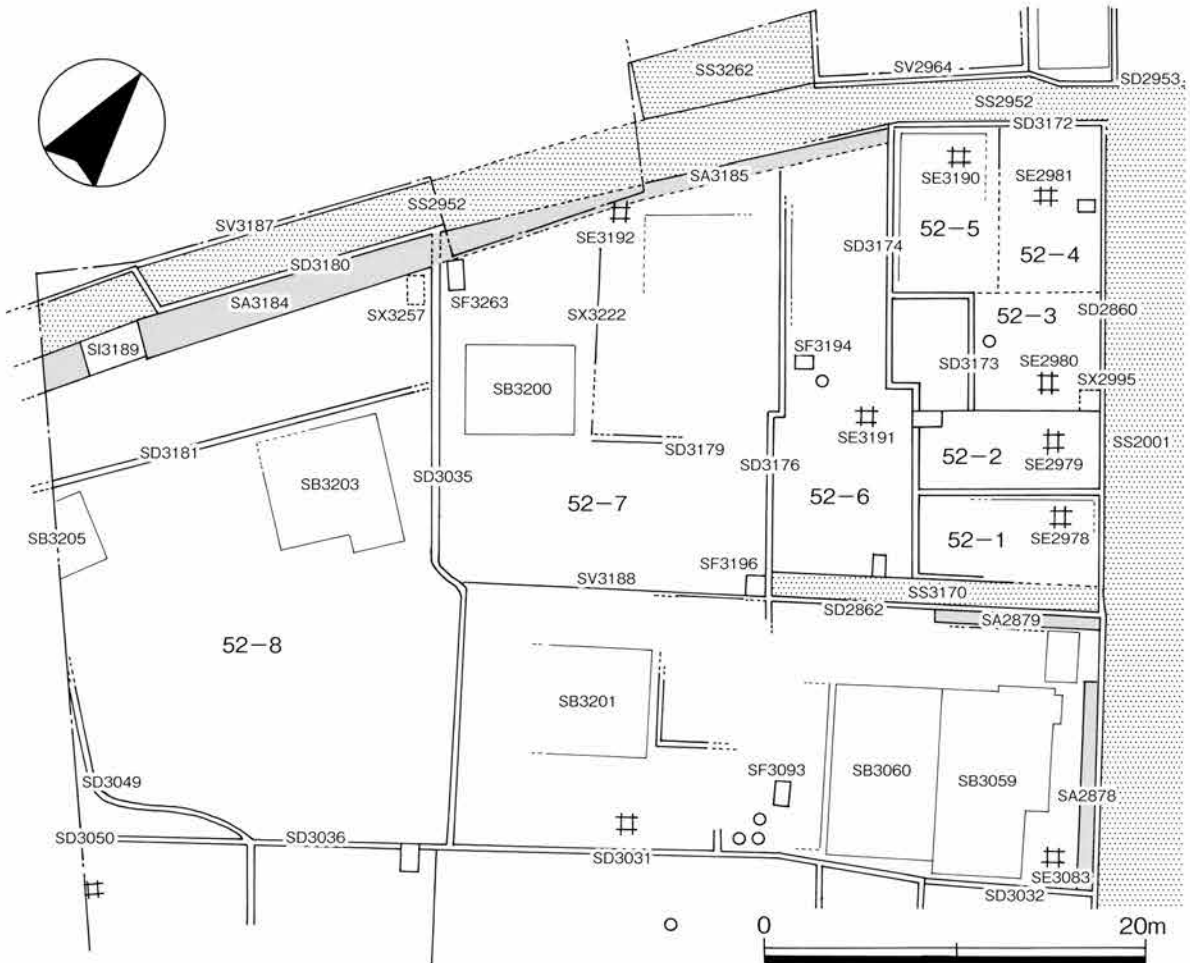 SS3262
SV2964
SD2953
SS2952
SD3172
SA3185
SE3190
SE2981
SS2952
SV3187
SE3192
52-5
SD3174
52-4
SD3180
SA3184
SX3257
SF3263
SX3222
52-3
SD2860
SI3189
SF3194
SD3173
SE2980
SX2995
SB3200
SE3191
SS2001
SD3181
SD3179
52-2
SE2979
SB3203
SD3035
SD3176
52-6
52-7
SB3205
52-1
SE2978
SF3196
SV3188
SS3170
SD2862
SA2879
52-8
SB3201
SF3093
SB3060
SB3059
SD3049
SA2878
SD3050
SD3036
SD3031
SE3083
SD3032
0 20m